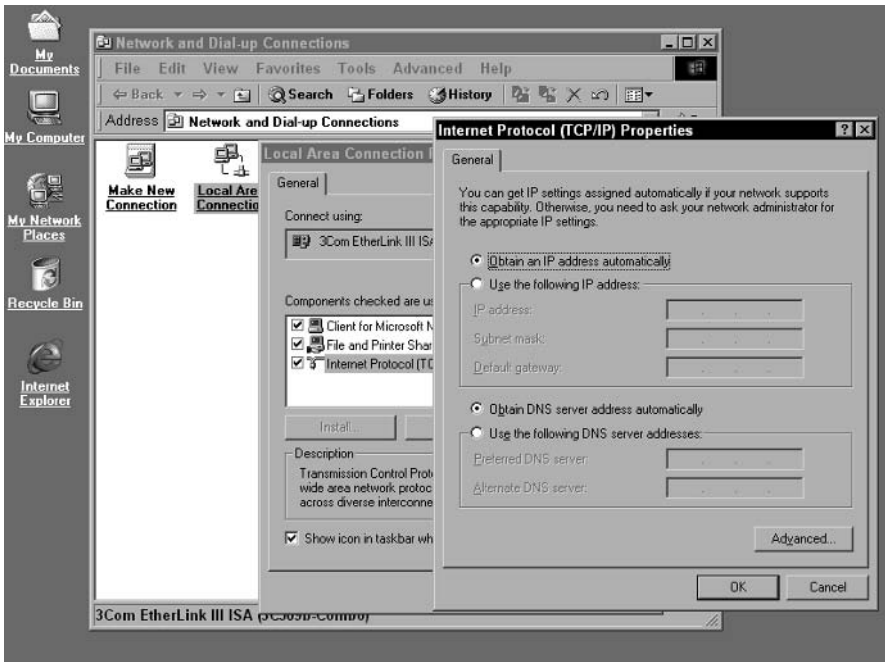 My Documents
My Computer
My Network Places
Recycle Bin
Internet Explorer
Network and Dial-up Connections
File Edit View Favorites Tools Advanced Help
Back Search Folders History
Address Network and Dial-up Connections
Make New Connection
Local Are
Connectio
3Com EtherLink III ISA (3C509b-Combo)
Local Area Connection
General
Connect using:
3Com EtherLink III ISA
Components checked are us
Client for Microsoft N
File and Printer Shar
Internet Protocol (TC
Install...
Description
Transmission Control Proto
wide area network protoc
across diverse interconne
Show icon in taskbar wh
Internet Protocol (TCP/IP) Properties
General
You can get IP settings assigned automatically if your network supports
this capability. Otherwise, you need to ask your network administrator for
the appropriate IP settings.
Obtain an IP address automatically
Use the following IP address:
IP address:
Subnet mask:
Default gateway:
Obtain DNS server address automatically
Use the following DNS server addresses:
Preferred DNS server:
Alternate DNS server:
Advanced...
OK Cancel